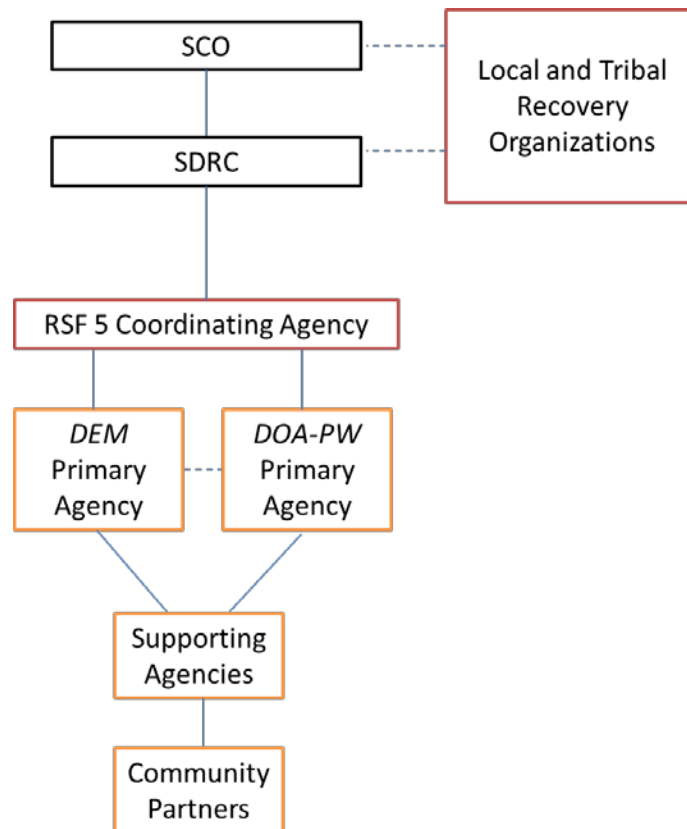 SCO
Local and Tribal
Recovery
Organizations
SDRC
RSF 5 Coordinating Agency
DEM
Primary
Agency
DOA-PW
Primary
Agency
Supporting
Agencies
Community
Partners